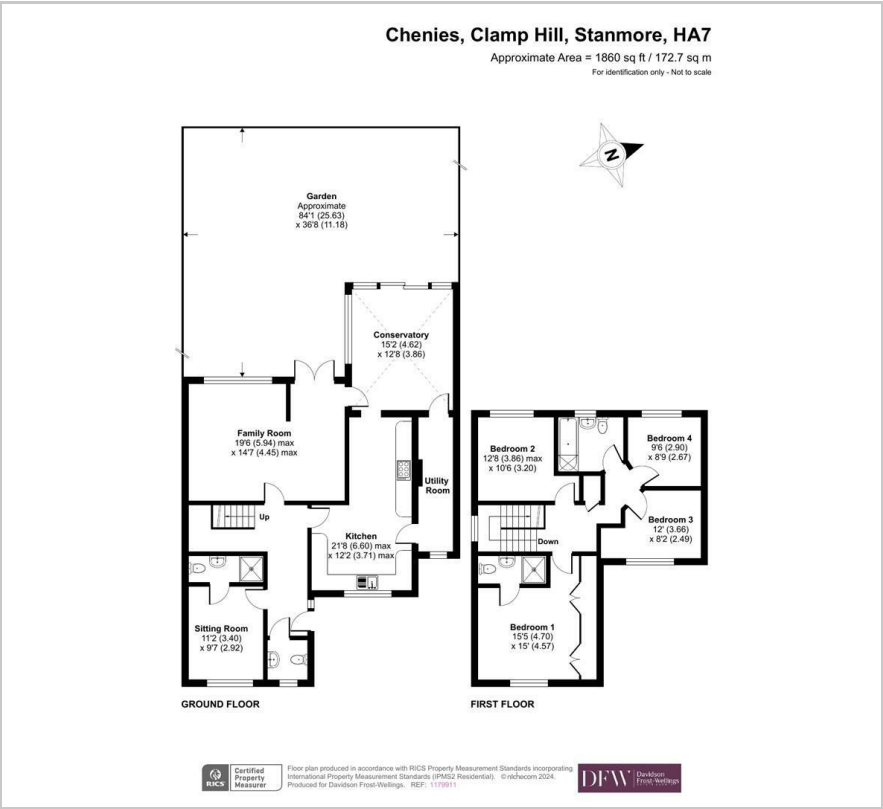 Chenies, Clamp Hill, Stanmore, HA7
Approximate Area = 1860 sq ft / 172.7 sq m
For identification only - Not to scale
N
Garden
Approximate
84'1 (25.63)
x 36'8 (11.18)
Conservatory
15'2 (4.62)
x 12'8 (3.86)
Family Room
19'6 (5.94) max
x 14'7 (4.45) max
Utility
Room
Up
Kitchen
21'8 (6.60) max
x 12'2 (3.71) max
Sitting Room
11'2 (3.40)
x 9'7 (2.92)
GROUND FLOOR
Bedroom 2
12'8 (3.86) max
x 10'6 (3.20)
Bedroom 4
9'6 (2.90)
x 8'9 (2.67)
Bedroom 3
12' (3.66)
x 8'2 (2.49)
Down
Bedroom 1
15'5 (4.70)
x 15' (4.57)
FIRST FLOOR
RICS
Certified
Property
Measurer
Floor plan produced in accordance with RICS Property Measurement Standards incorporating
International Property Measurement Standards (IPMS2 Residential). © nichecom 2024.
Produced for Davidson Frost-Wellings. REF: 1179911
DFW
Davidson
Frost-Wellings